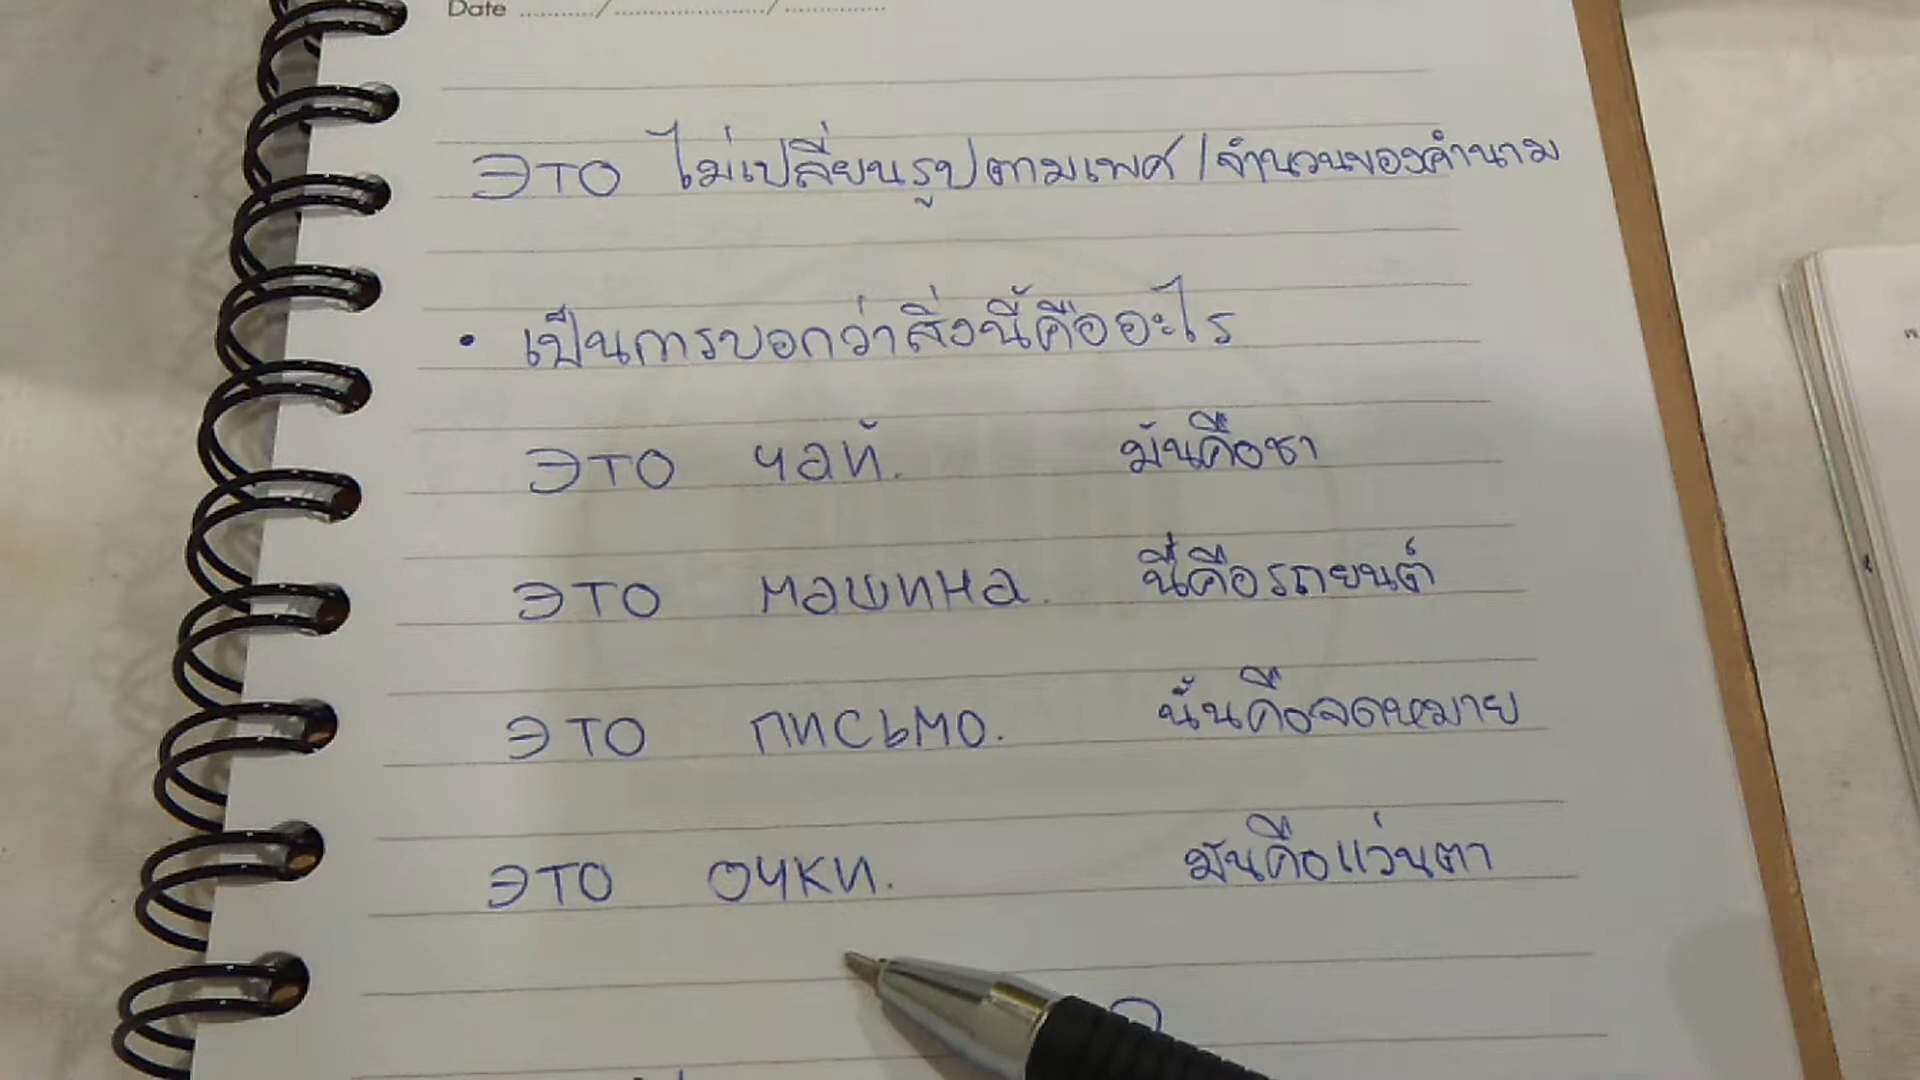 Date ........../......................./..............
ЭТО ไม่เปลี่ยนรูปตามเพศ/จำนวนของคำนาม
• เป็นการบอกว่าสิ่งนี้คืออะไร
ЭТО чай. มันคือชา
ЭТО машина. นี่คือรถยนต์
ЭТО письмо. นั้นคือจดหมาย
ЭТО очки. มันคือแว่นตา